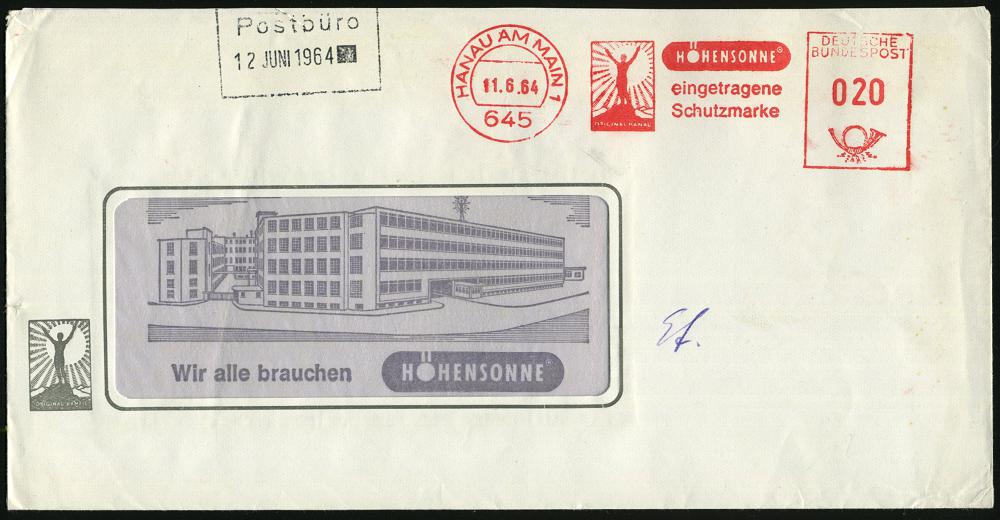 Postbüro
12 JUNI 1964
HANAU AM MAIN 1
11.6.64
645
ORIGINAL HANAU
HÖHENSONNE®
eingetragene
Schutzmarke
DEUTSCHE
BUNDESPOST
020
Wir alle brauchen HÖHENSONNE®
ORIGINAL HANAU
Ef.